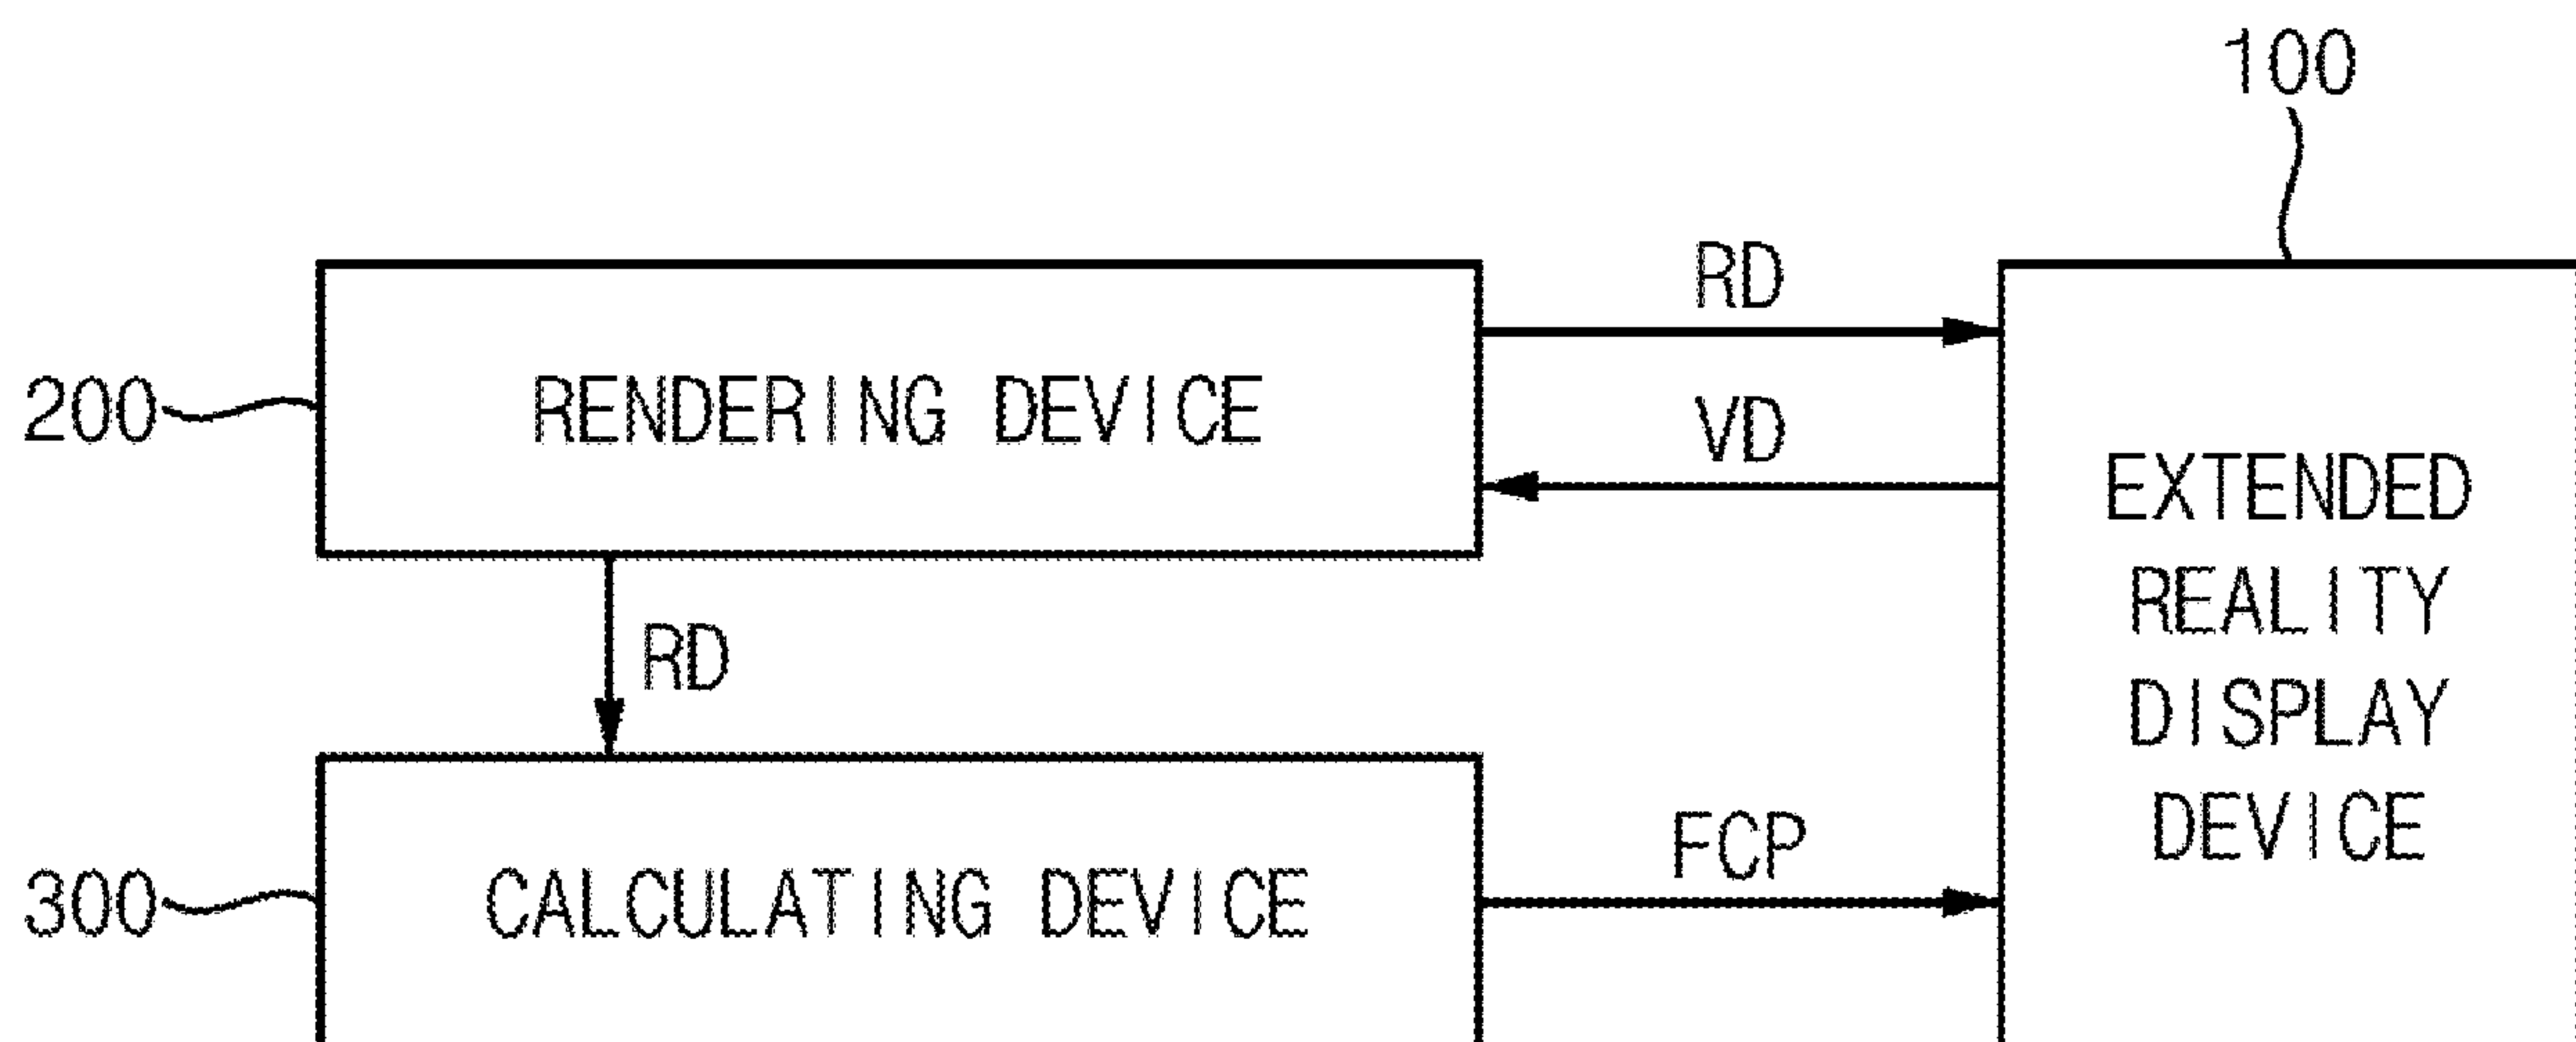 100
RD
200
RENDERING DEVICE
VD
EXTENDED
REALITY
DISPLAY
DEVICE
RD
FCP
300
CALCULATING DEVICE